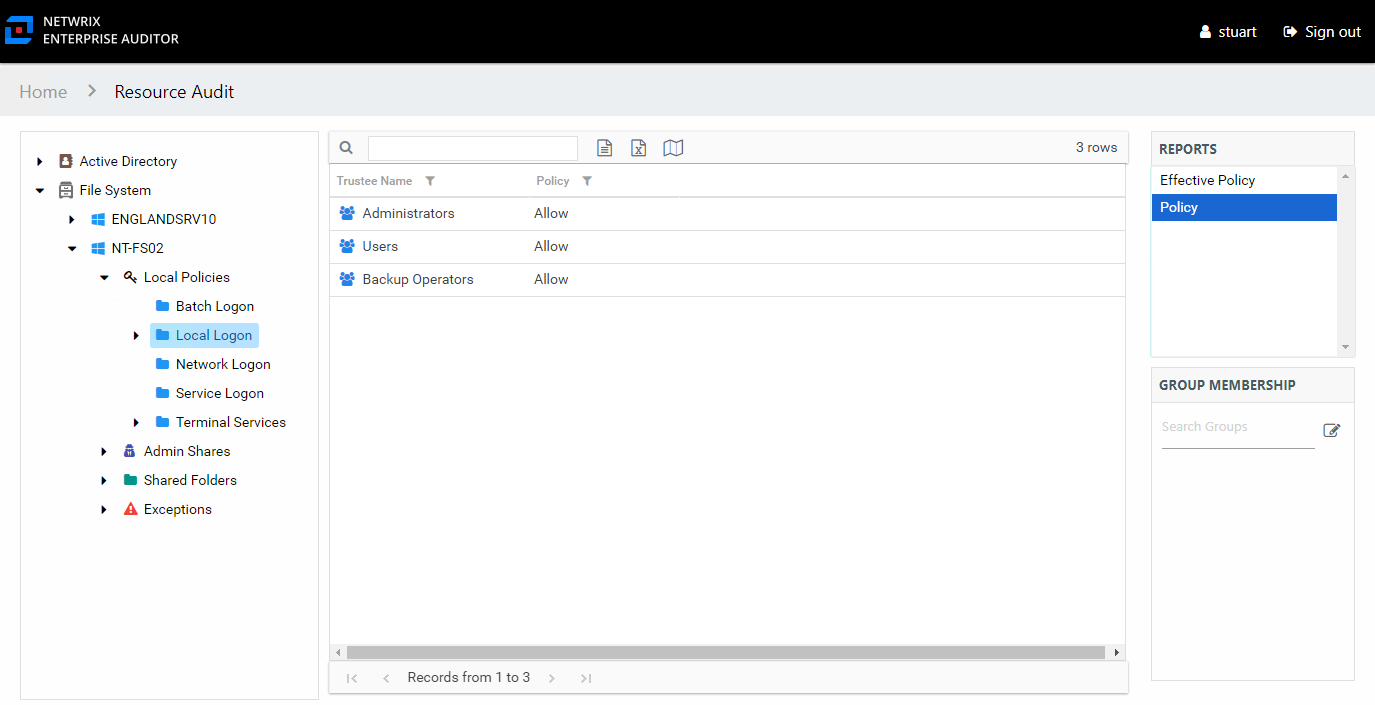 NETWRIX
ENTERPRISE AUDITOR
stuart
Sign out
Home
Resource Audit
Active Directory
File System
ENGLANDSRV10
NT-FS02
Local Policies
Batch Logon
Local Logon
Network Logon
Service Logon
Terminal Services
Admin Shares
Shared Folders
Exceptions
3 rows
Trustee Name Policy
Administrators Allow
Users Allow
Backup Operators Allow
Records from 1 to 3
REPORTS
Effective Policy
Policy
GROUP MEMBERSHIP
Search Groups